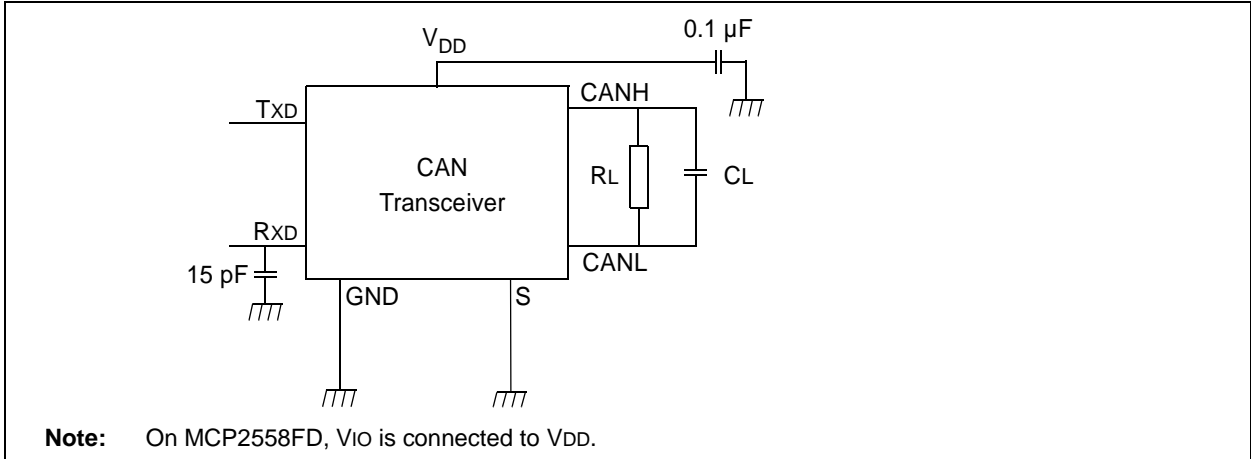 0.1 µF
VDD
CANH
TXD
CAN
Transceiver
RL
CL
RXD
CANL
15 pF
GND
S
Note: On MCP2558FD, VIO is connected to VDD.